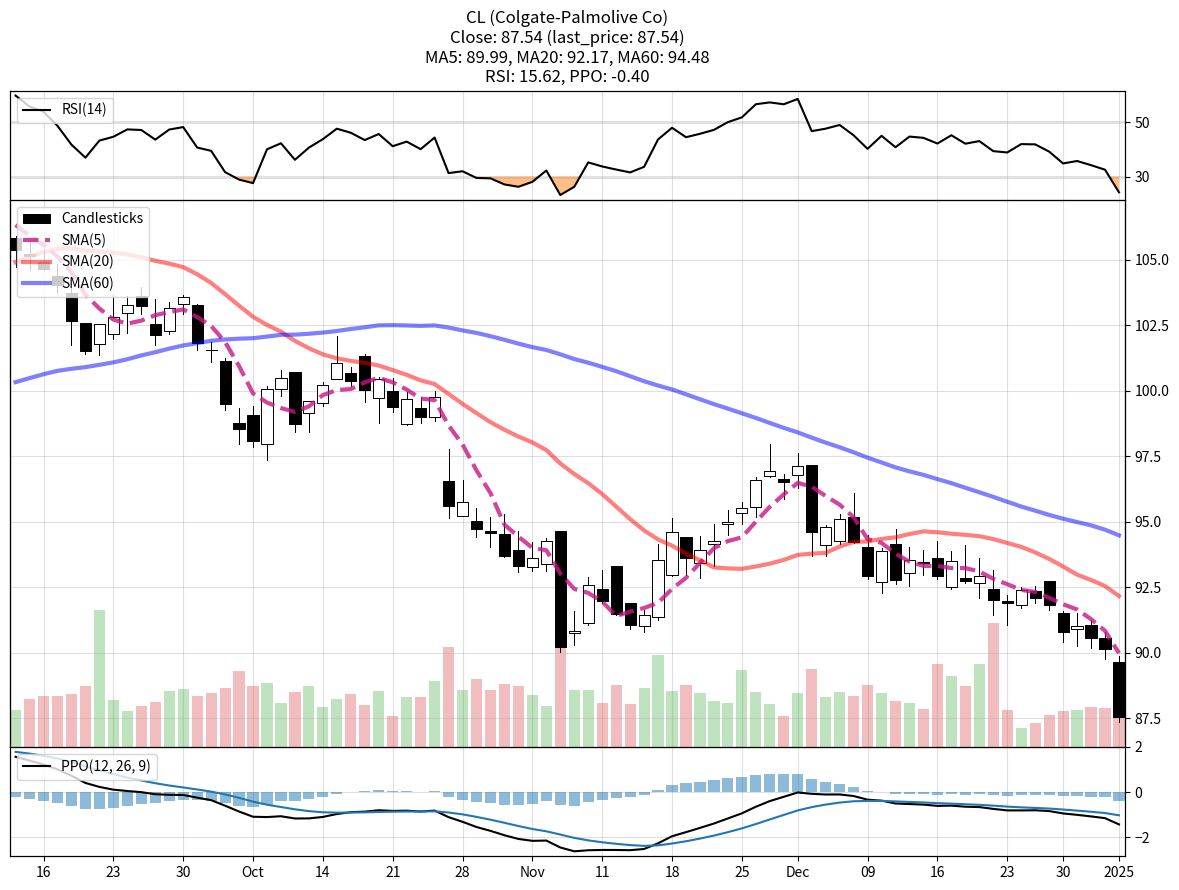 CL (Colgate-Palmolive Co)
Close: 87.54 (last_price: 87.54)
MA5: 89.99, MA20: 92.17, MA60: 94.48
RSI: 15.62, PPO: -0.40
RSI(14)
50
30
Candlesticks
SMA(5)
SMA(20)
SMA(60)
105.0
102.5
100.0
97.5
95.0
92.5
90.0
87.5
PPO(12, 26, 9)
2
0
−2
16 23 30 Oct 14 21 28 Nov 11 18 25 Dec 09 16 23 30 2025